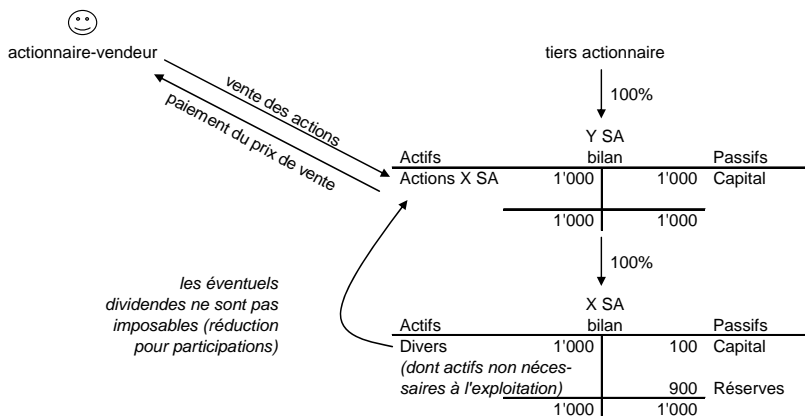 actionnaire-vendeur
tiers actionnaire
vente des actions
paiement du prix de vente
100%
Y SA
Actifs bilan Passifs
Actions X SA 1'000 1'000 Capital
1'000 1'000
100%
les éventuels
dividendes ne sont pas
imposables (réduction
pour participations)
X SA
Actifs bilan Passifs
Divers 1'000 100 Capital
(dont actifs non néces-
saires à l'exploitation) 900 Réserves
1'000 1'000